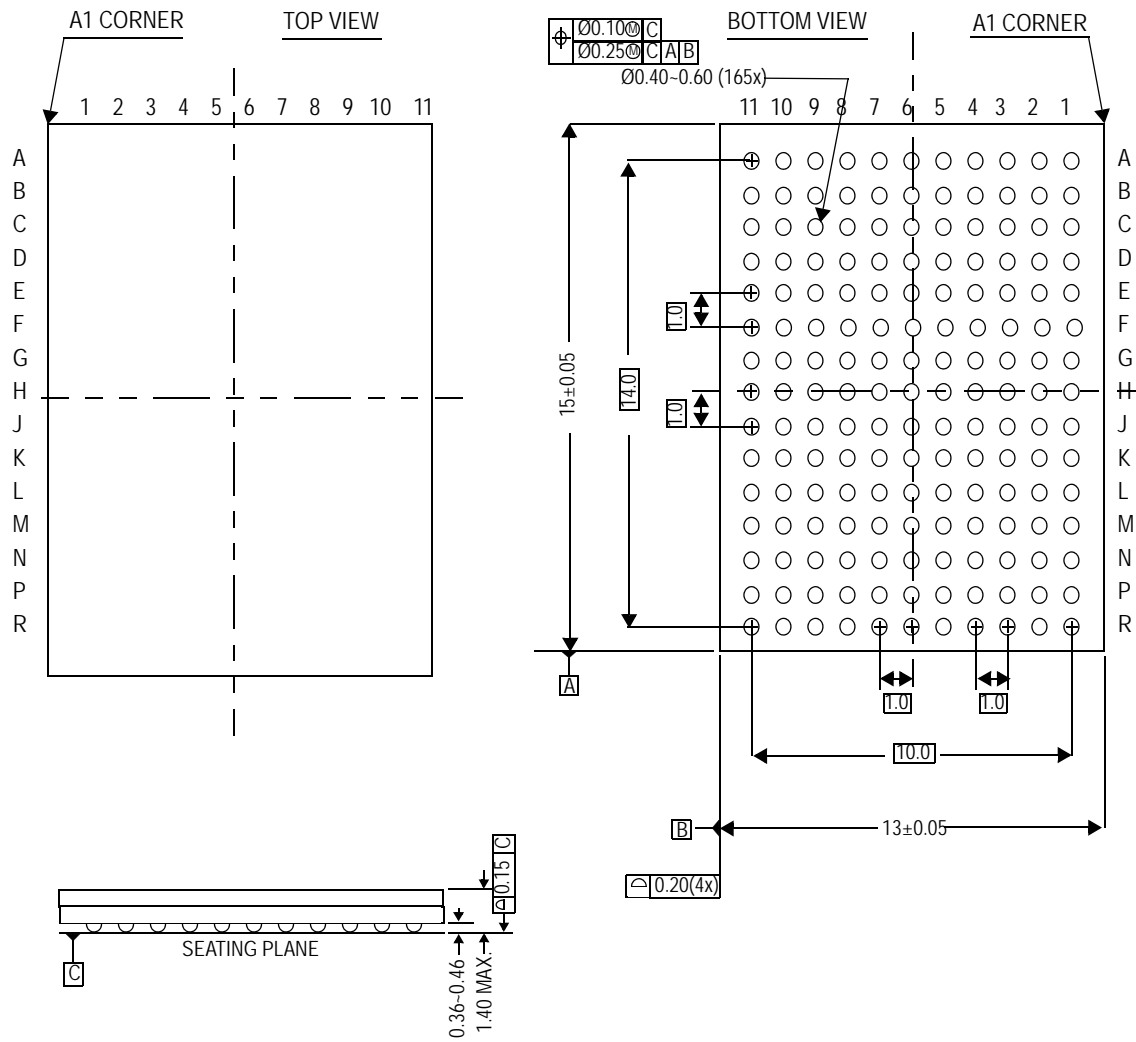 A1 CORNER
TOP VIEW
1 2 3 4 5 6 7 8 9 10 11
A
B
C
D
E
F
G
H
J
K
L
M
N
P
R
Ø0.10Ⓜ C
Ø0.25Ⓜ C A B
Ø0.40~0.60 (165x)
BOTTOM VIEW
A1 CORNER
11 10 9 8 7 6 5 4 3 2 1
A
B
C
D
E
F
G
H
J
K
L
M
N
P
R
15±0.05
14.0
1.0
1.0
A
1.0
1.0
10.0
B
13±0.05
0.20(4x)
0.15 C
SEATING PLANE
C
0.36~0.46
1.40 MAX.